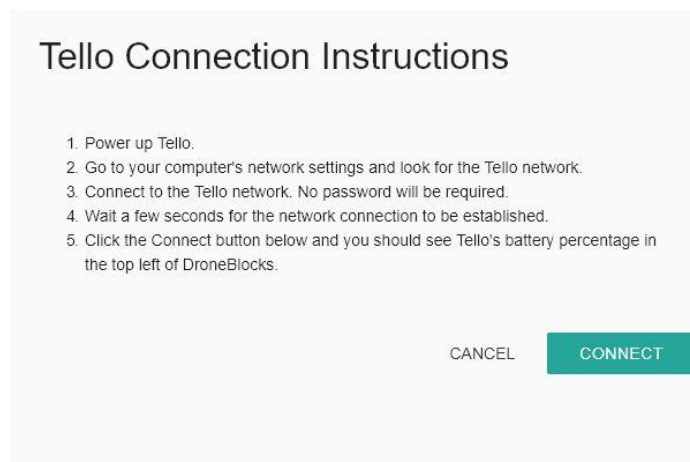 Tello Connection Instructions
1. Power up Tello.
2. Go to your computer's network settings and look for the Tello network.
3. Connect to the Tello network. No password will be required.
4. Wait a few seconds for the network connection to be established.
5. Click the Connect button below and you should see Tello's battery percentage in
the top left of DroneBlocks.
CANCEL CONNECT